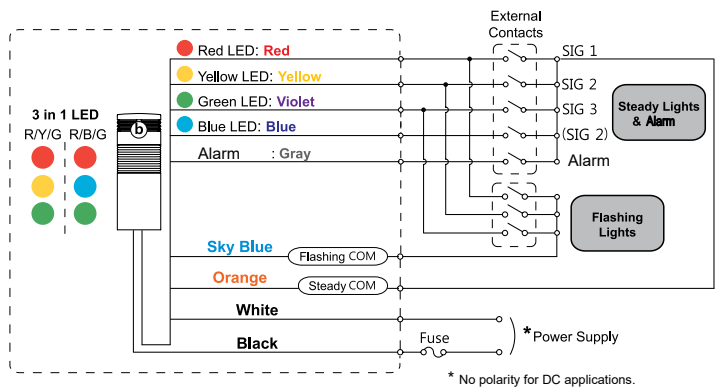 External
Contacts
Red LED: Red
SIG 1
Yellow LED: Yellow
SIG 2
Green LED: Violet
SIG 3
Blue LED: Blue
(SIG 2)
Alarm : Gray
Alarm
Steady Lights
& Alarm
3 in 1 LED
R/Y/G R/B/G
b
Flashing
Lights
Sky Blue
Flashing COM
Orange
Steady COM
White
Black
Fuse
* Power Supply
* No polarity for DC applications.